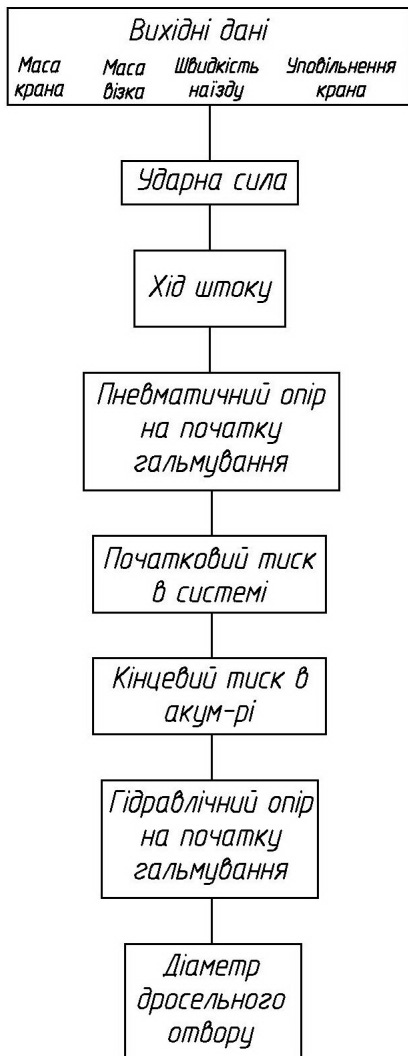 Вихідні дані
Маса Маса Швидкість Уповільнення
крана візка наїзду крана
Ударна сила
Хід штоку
Пневматичний опір
на початку
гальмування
Початковий тиск
в системі
Кінцевий тиск в
акум-рі
Гідравлічний опір
на початку
гальмування
Діаметр
дросельного
отвору